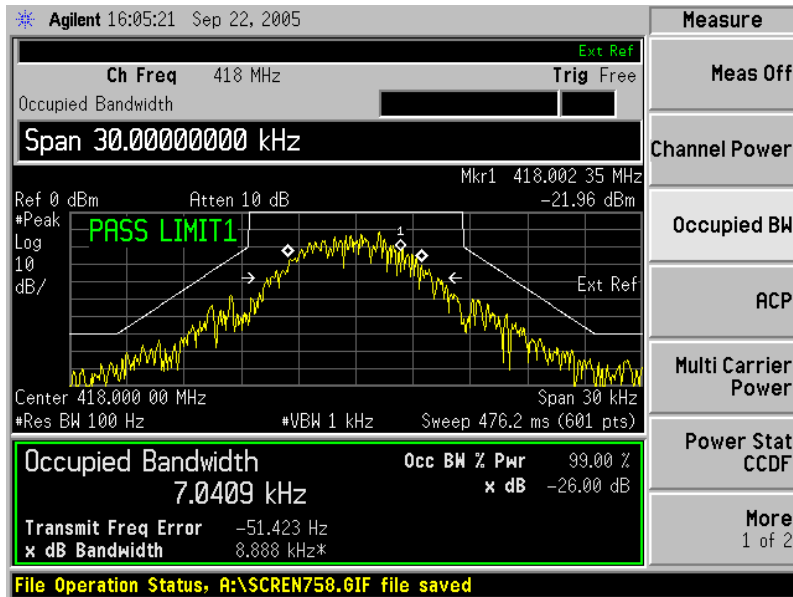 Agilent 16:05:21 Sep 22, 2005
Measure
Ext Ref
Ch Freq 418 MHz Trig Free
Occupied Bandwidth
Span 30.00000000 kHz
Mkr1 418.002 35 MHz
Ref 0 dBm Atten 10 dB -21.96 dBm
#Peak
Log
10
dB/
PASS LIMIT1
1
Ext Ref
Center 418.000 00 MHz Span 30 kHz
#Res BW 100 Hz #VBW 1 kHz Sweep 476.2 ms (601 pts)
Occupied Bandwidth
7.0409 kHz
Occ BW % Pwr 99.00 %
x dB -26.00 dB
Transmit Freq Error -51.423 Hz
x dB Bandwidth 8.888 kHz*
File Operation Status, A:\SCREN758.GIF file saved
Meas Off
Channel Power
Occupied BW
ACP
Multi Carrier
Power
Power Stat
CCDF
More
1 of 2